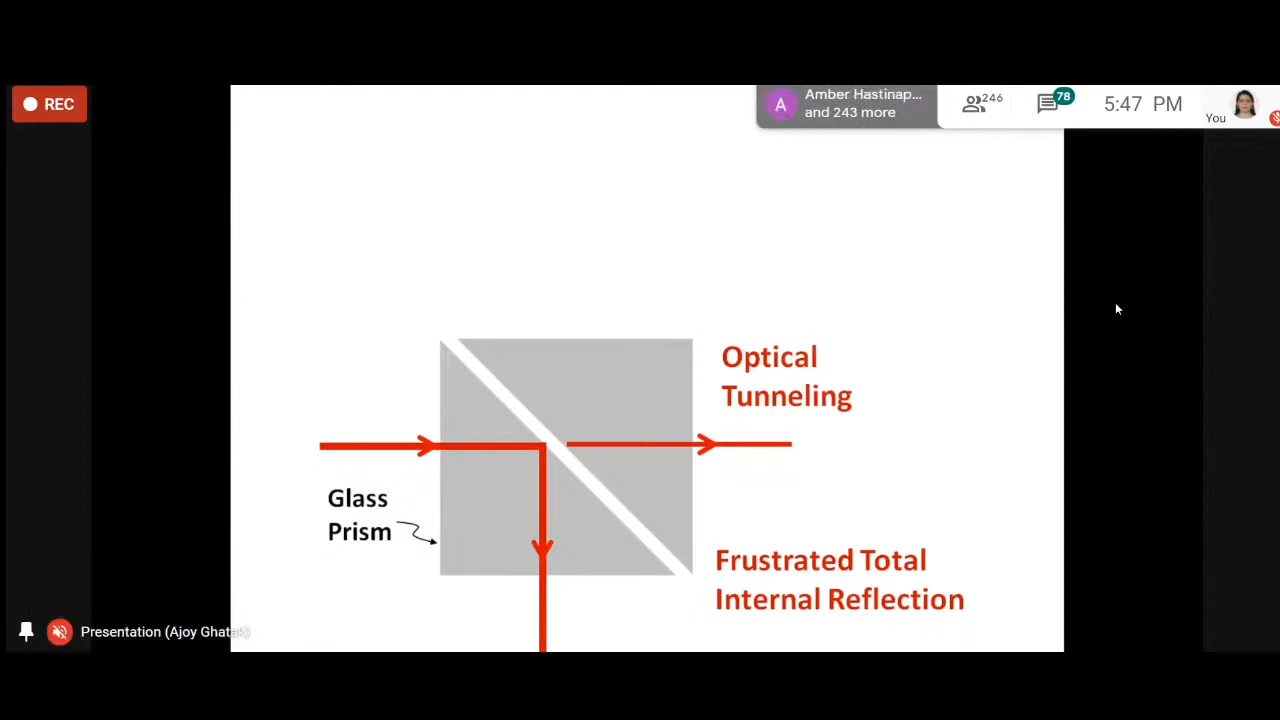 REC
Amber Hastinap...
and 243 more
246
78
5:47 PM
You
Optical
Tunneling
Glass
Prism
Frustrated Total
Internal Reflection
Presentation (Ajoy Ghatak)